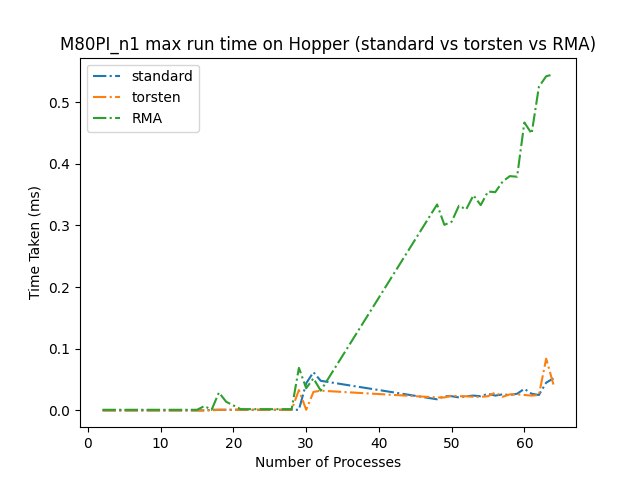 M80PI_n1 max run time on Hopper (standard vs torsten vs RMA)
standard
torsten
RMA
Time Taken (ms)
0.5
0.4
0.3
0.2
0.1
0.0
0 10 20 30 40 50 60
Number of Processes